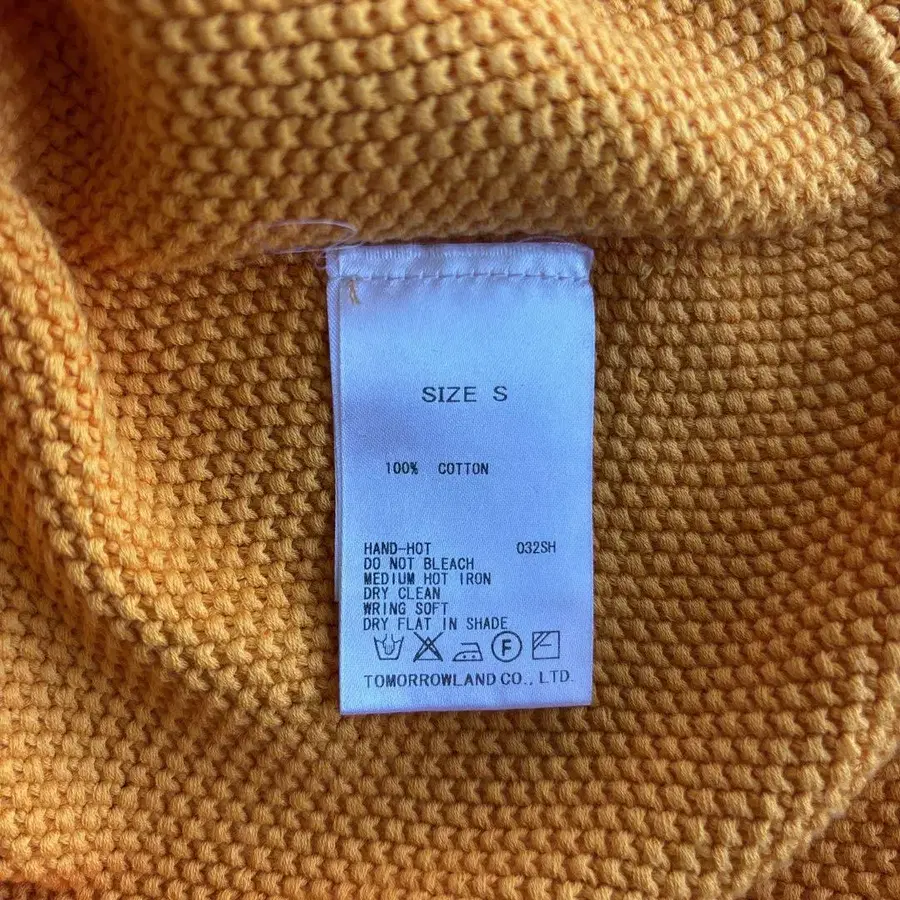 SIZE S
100% COTTON
HAND-HOT 032SH
DO NOT BLEACH
MEDIUM HOT IRON
DRY CLEAN
WRING SOFT
DRY FLAT IN SHADE
F
TOMORROWLAND CO., LTD.